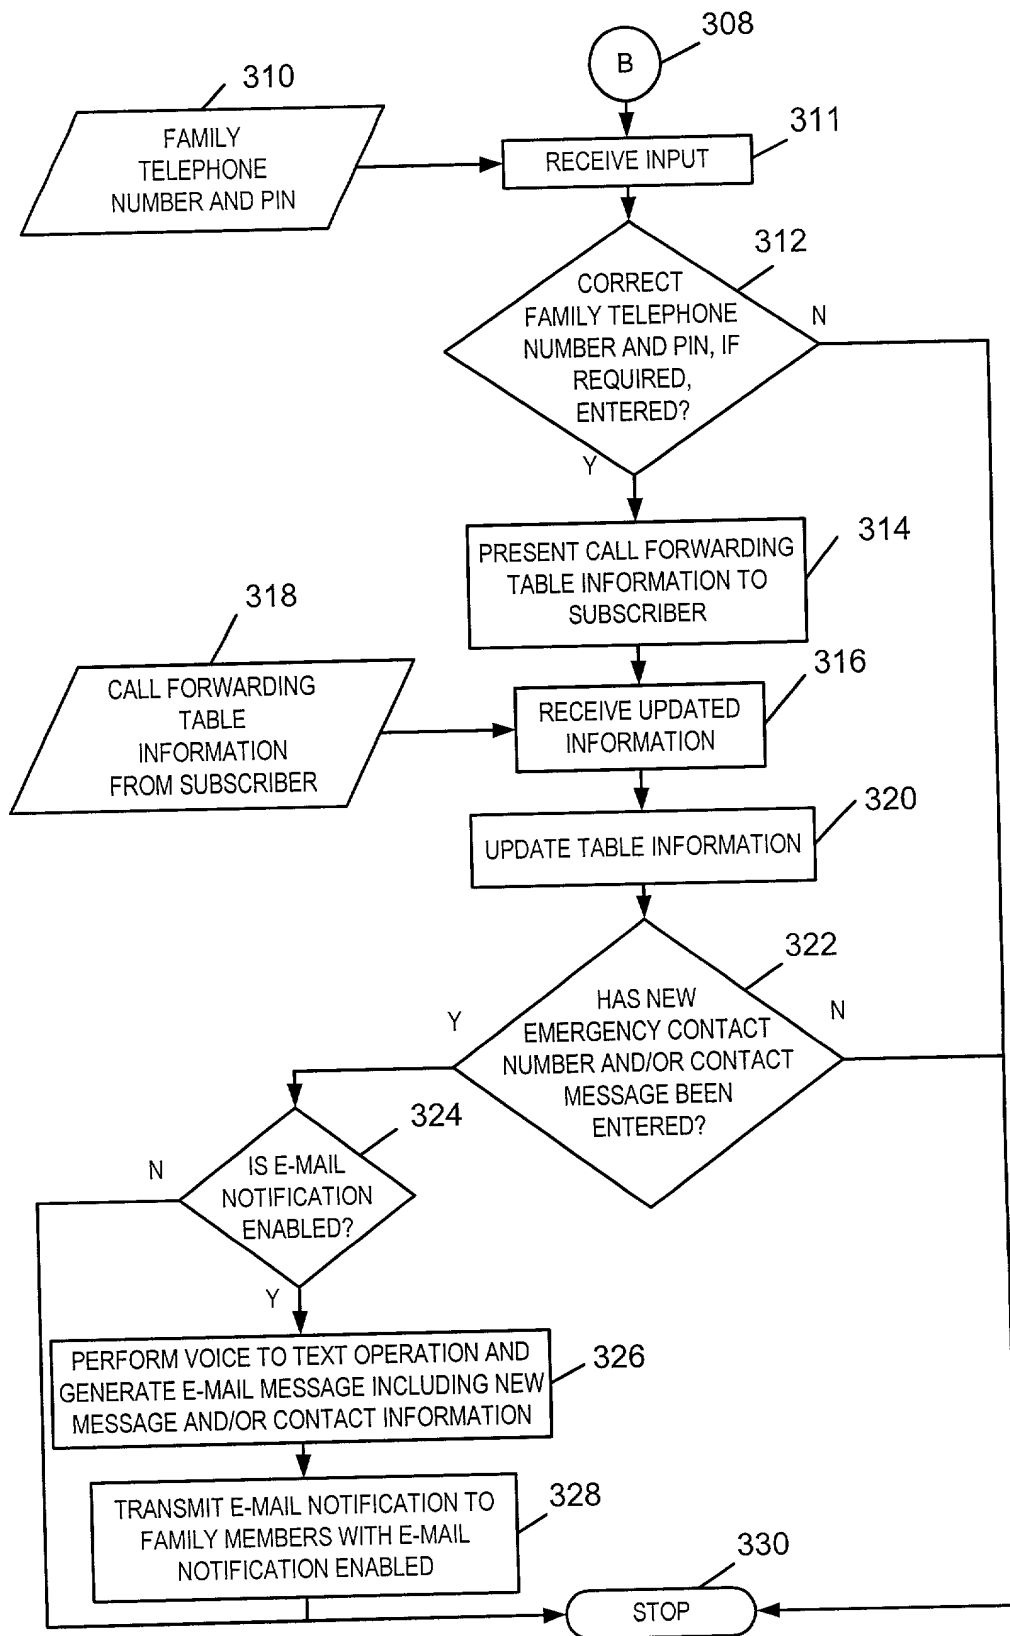 308
B
310
FAMILY
TELEPHONE
NUMBER AND PIN
311
RECEIVE INPUT
312
CORRECT
FAMILY TELEPHONE
NUMBER AND PIN, IF
REQUIRED,
ENTERED?
N
Y
314
PRESENT CALL FORWARDING
TABLE INFORMATION TO
SUBSCRIBER
318
CALL FORWARDING
TABLE
INFORMATION
FROM SUBSCRIBER
316
RECEIVE UPDATED
INFORMATION
320
UPDATE TABLE INFORMATION
322
HAS NEW
EMERGENCY CONTACT
NUMBER AND/OR CONTACT
MESSAGE BEEN
ENTERED?
Y
N
324
IS E-MAIL
NOTIFICATION
ENABLED?
N
Y
326
PERFORM VOICE TO TEXT OPERATION AND
GENERATE E-MAIL MESSAGE INCLUDING NEW
MESSAGE AND/OR CONTACT INFORMATION
328
TRANSMIT E-MAIL NOTIFICATION TO
FAMILY MEMBERS WITH E-MAIL
NOTIFICATION ENABLED
330
STOP